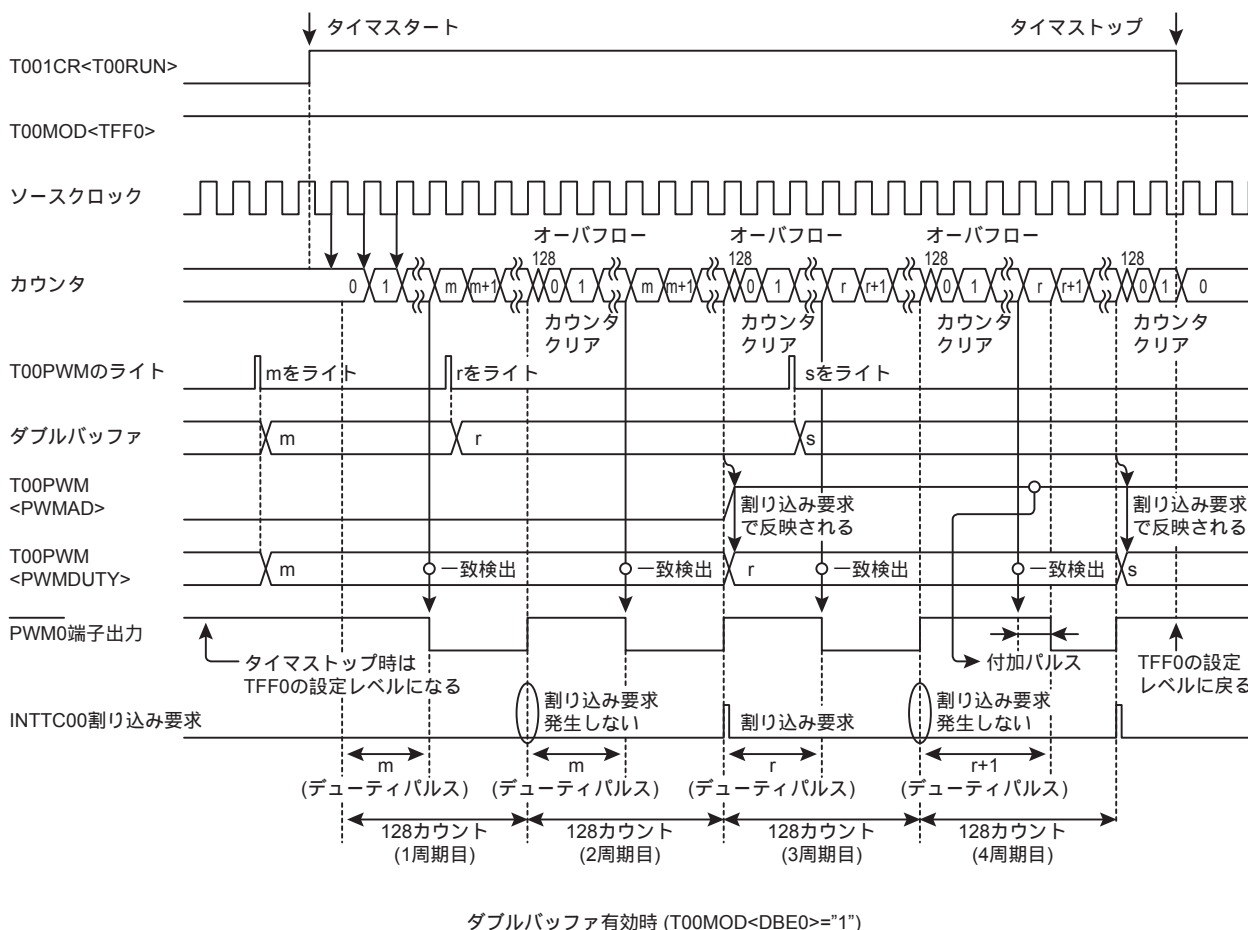 タイマスタート
タイマストップ
T001CR<T00RUN>
T00MOD<TFF0>
ソースクロック
オーバフロー
オーバフロー
オーバフロー
カウンタ
0 1 m m+1 128 0 1 m m+1 128 0 1 r r+1 128 0 1 r r+1 128 0 1 0
カウンタ
クリア
カウンタ
クリア
カウンタ
クリア
カウンタ
クリア
T00PWMのライト
mをライト
rをライト
sをライト
ダブルバッファ
m
r
s
T00PWM
<PWMAD>
割り込み要求
で反映される
割り込み要求
で反映される
T00PWM
<PWMDUTY>
m
一致検出
一致検出
r
一致検出
一致検出
s
PWM0端子出力
タイマストップ時は
TFF0の設定レベルになる
付加パルス
TFF0の設定
レベルに戻る
INTTC00割り込み要求
割り込み要求
発生しない
割り込み要求
割り込み要求
発生しない
m
(デューティパルス)
m
(デューティパルス)
r
(デューティパルス)
r+1
(デューティパルス)
128カウント
(1周期目)
128カウント
(2周期目)
128カウント
(3周期目)
128カウント
(4周期目)
ダブルバッファ有効時 (T00MOD<DBE0>=”1”)